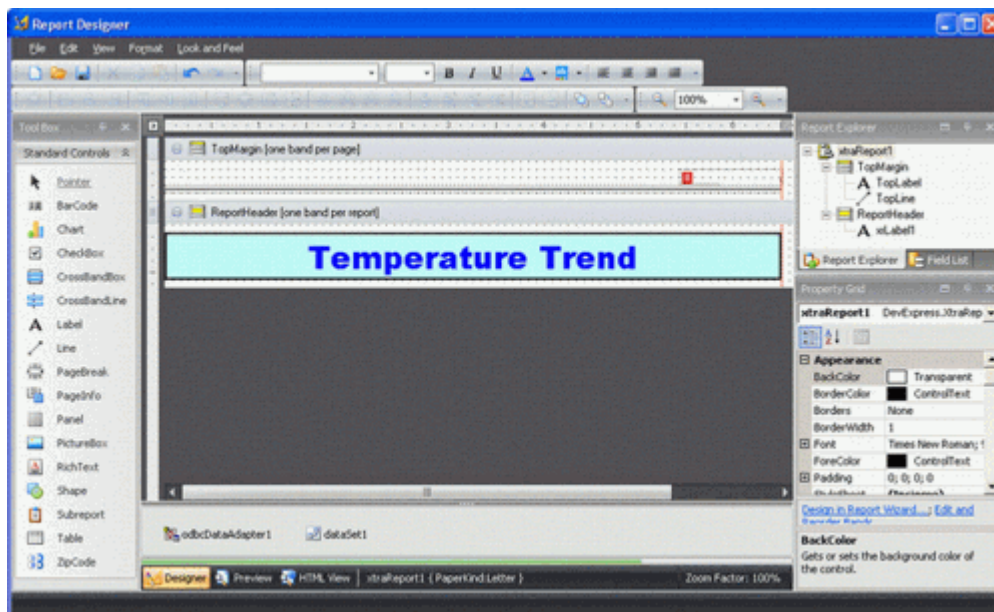 Report Designer
File Edit View Format Look and Feel
B I U A 100%
Tool Box
Standard Controls
Pointer
BarCode
Chart
CheckBox
CrossBandBox
CrossBandLine
Label
Line
PageBreak
PageInfo
Panel
PictureBox
RichText
Shape
Subreport
Table
ZipCode
TopMargin [one band per page]
ReportHeader [one band per report]
Temperature Trend
odbcDataAdapter1 dataSet1
Designer Preview HTML View xtraReport1 { PaperKind:Letter } Zoom Factor: 100%
Report Explorer
xtraReport1
TopMargin
TopLabel
TopLine
ReportHeader
xrLabel1
Report Explorer Field List
Property Grid
xtraReport1 DevExpress.XtraRep
Appearance
BackColor Transparent
BorderColor ControlText
Borders None
BorderWidth 1
Font Times New Roman;
ForeColor ControlText
Padding 0; 0; 0; 0
Design in Report Wizard...; Edit and
BackColor
Gets or sets the background color of
the control.